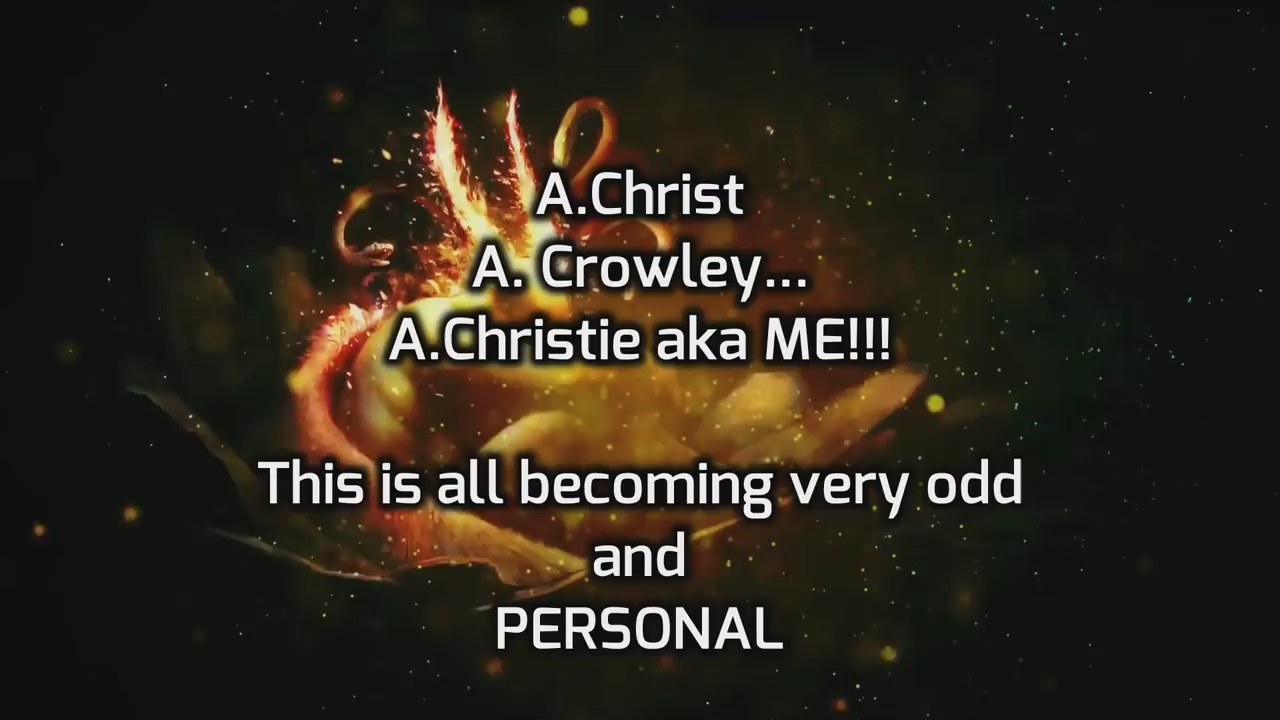 A.Christ
A. Crowley...
A.Christie aka ME!!!
This is all becoming very odd
and
PERSONAL